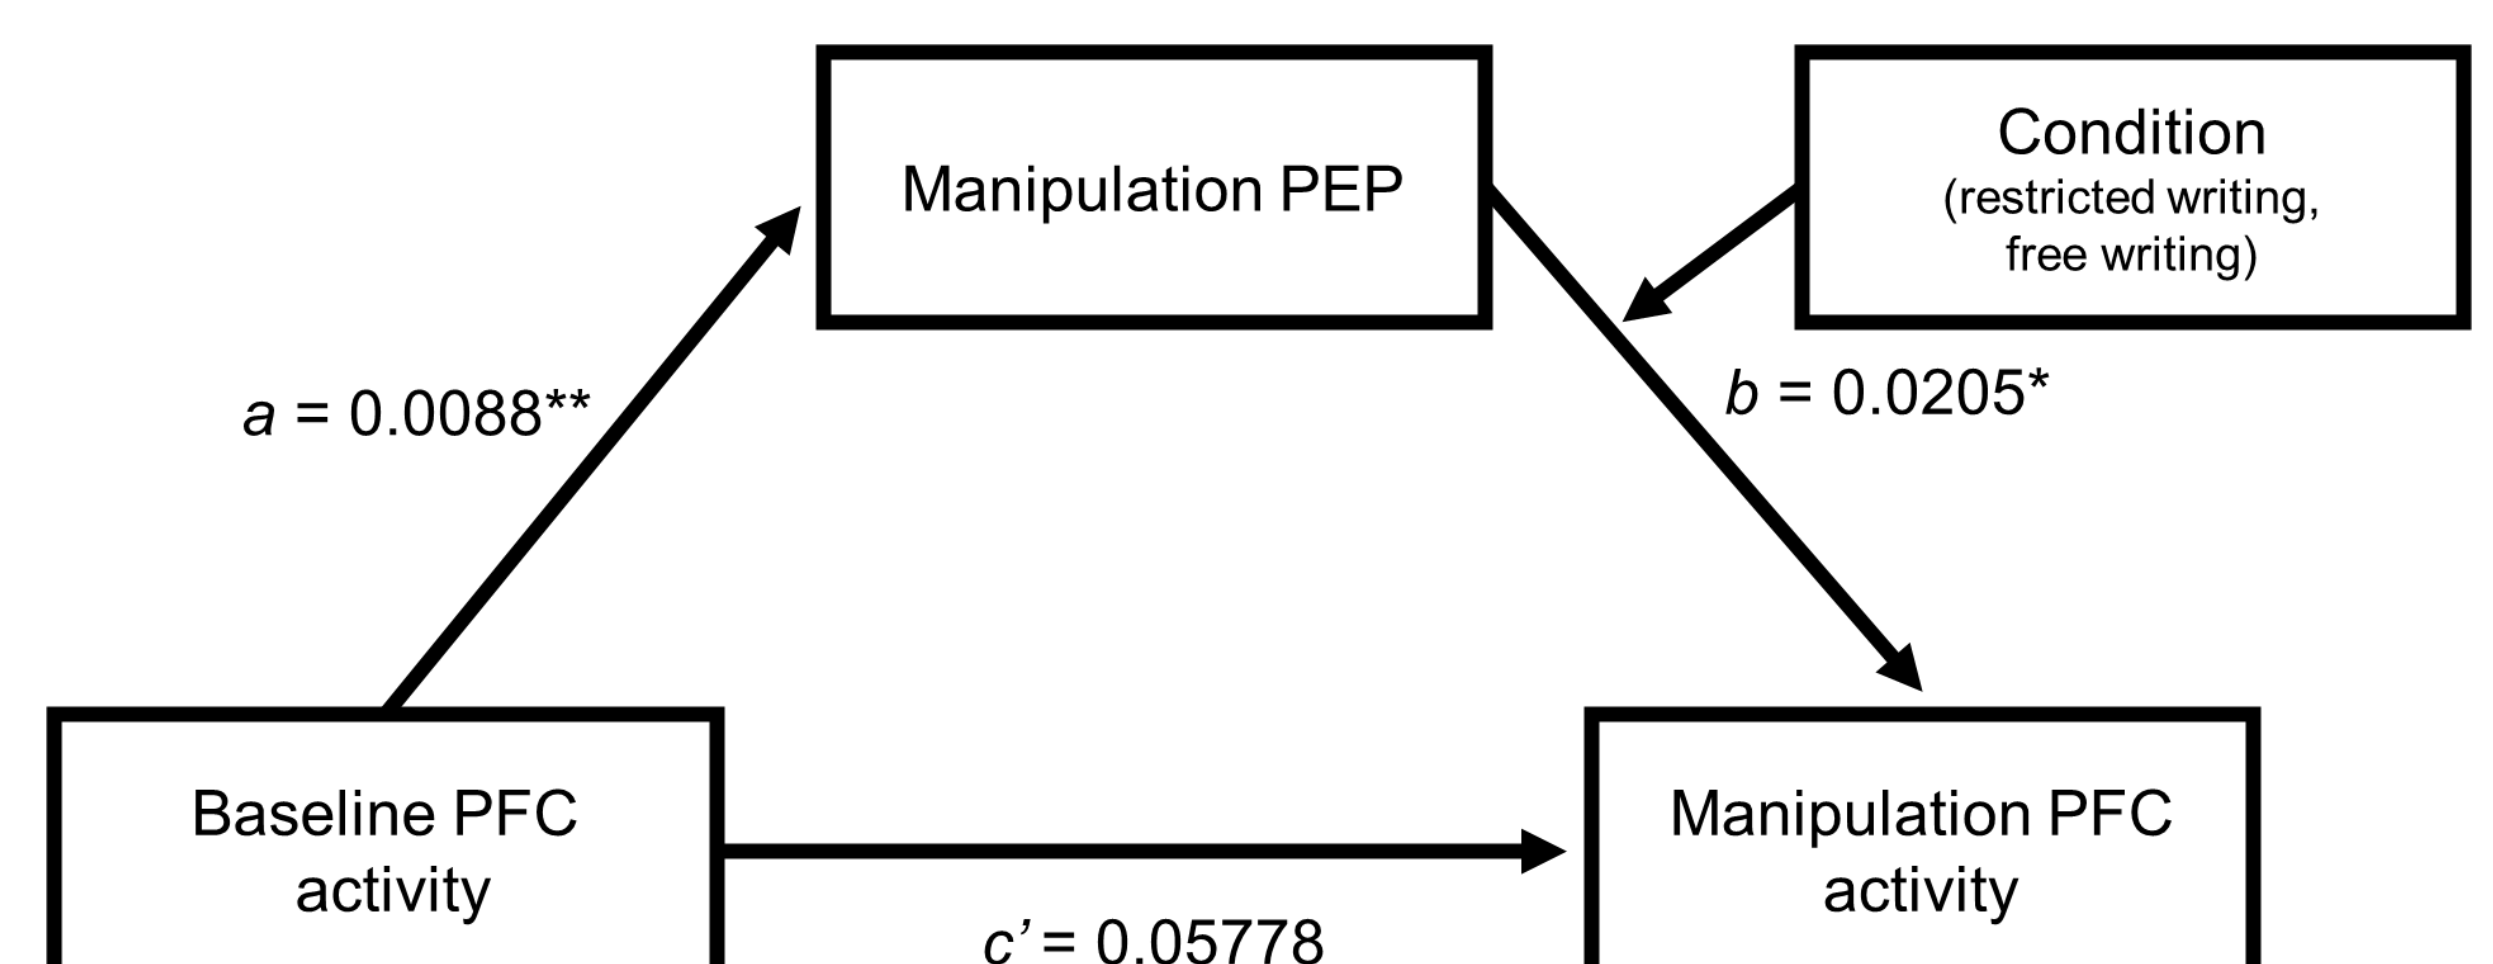 Manipulation PEP
Condition
(restricted writing,
free writing)
a = 0.0088**
b = 0.0205*
Baseline PFC
activity
Manipulation PFC
activity
c’ = 0.05778